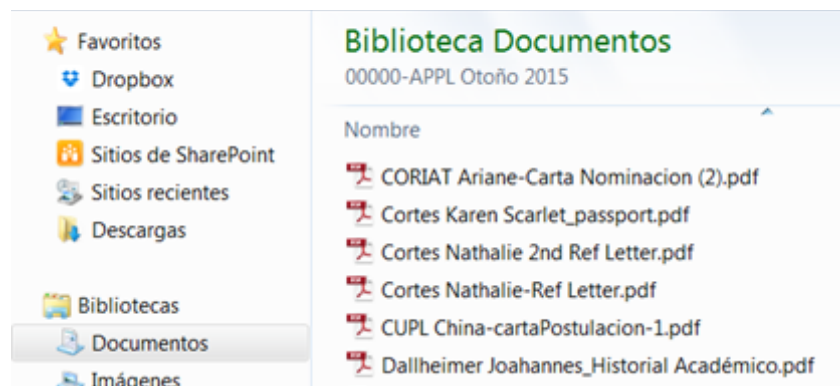 Favoritos
Dropbox
Escritorio
Sitios de SharePoint
Sitios recientes
Descargas
Bibliotecas
Documentos
Imágenes
Biblioteca Documentos
00000-APPL Otoño 2015
Nombre
CORIAT Ariane-Carta Nominacion (2).pdf
Cortes Karen Scarlet_passport.pdf
Cortes Nathalie 2nd Ref Letter.pdf
Cortes Nathalie-Ref Letter.pdf
CUPL China-cartaPostulacion-1.pdf
Dallheimer Joahannes_Historial Académico.pdf